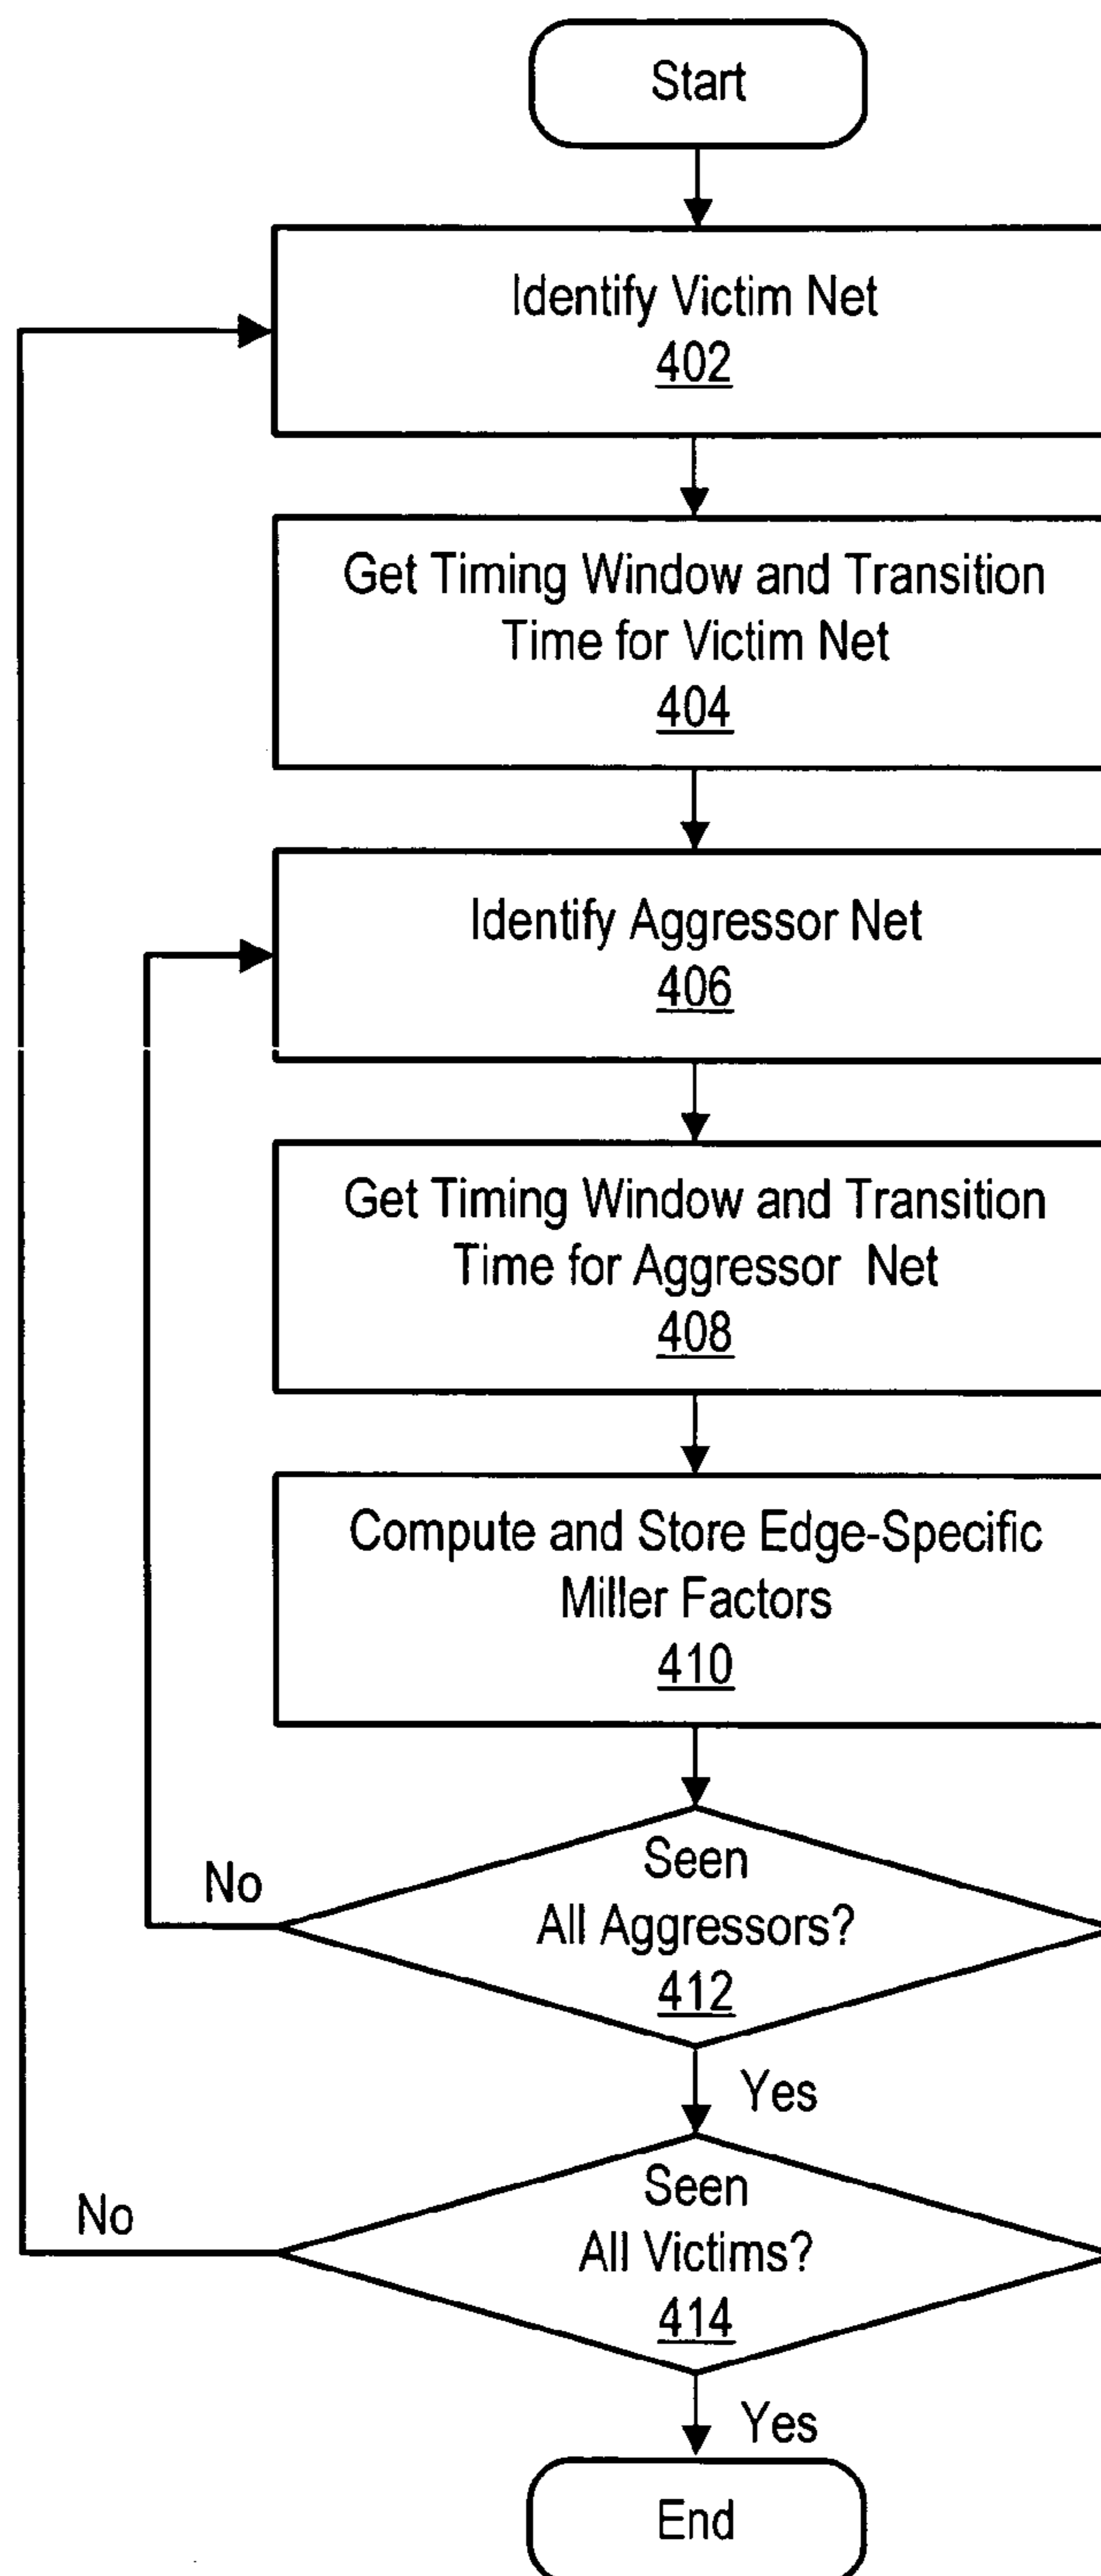 Start
Identify Victim Net
402
Get Timing Window and Transition
Time for Victim Net
404
Identify Aggressor Net
406
Get Timing Window and Transition
Time for Aggressor Net
408
Compute and Store Edge-Specific
Miller Factors
410
Seen
All Aggressors?
412
No
Yes
Seen
All Victims?
414
No
Yes
End